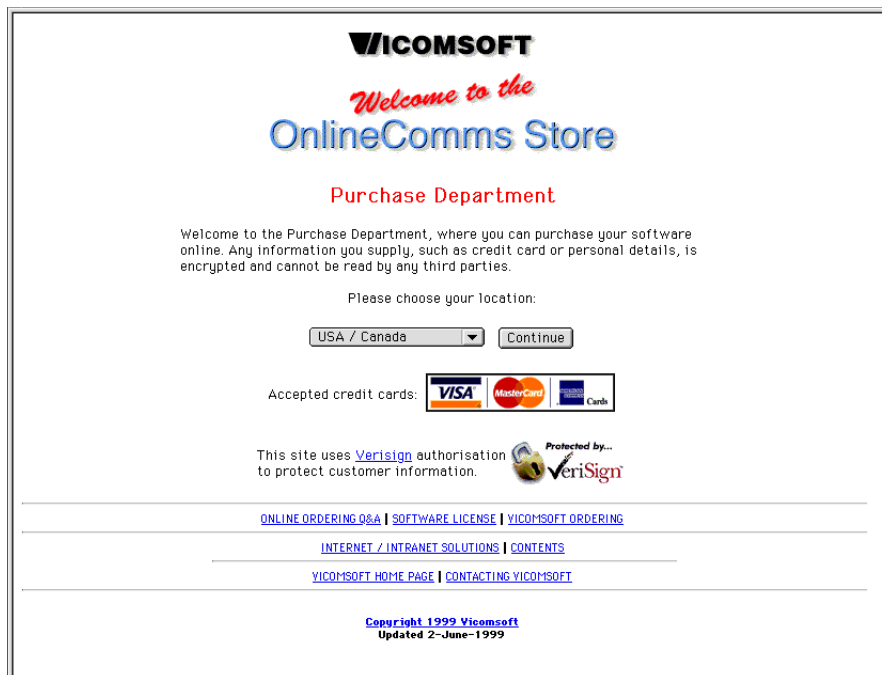 VICOMSOFT
Welcome to the
OnlineComms Store
Purchase Department
Welcome to the Purchase Department, where you can purchase your software
online. Any information you supply, such as credit card or personal details, is
encrypted and cannot be read by any third parties.
Please choose your location:
USA / Canada
Continue
Accepted credit cards:
VISA
MasterCard
AMERICAN EXPRESS
Cards
This site uses Verisign authorisation
to protect customer information.
Protected by...
VeriSign
ONLINE ORDERING Q&A | SOFTWARE LICENSE | VICOMSOFT ORDERING
INTERNET / INTRANET SOLUTIONS | CONTENTS
VICOMSOFT HOME PAGE | CONTACTING VICOMSOFT
Copyright 1999 Vicomsoft
Updated 2-June-1999